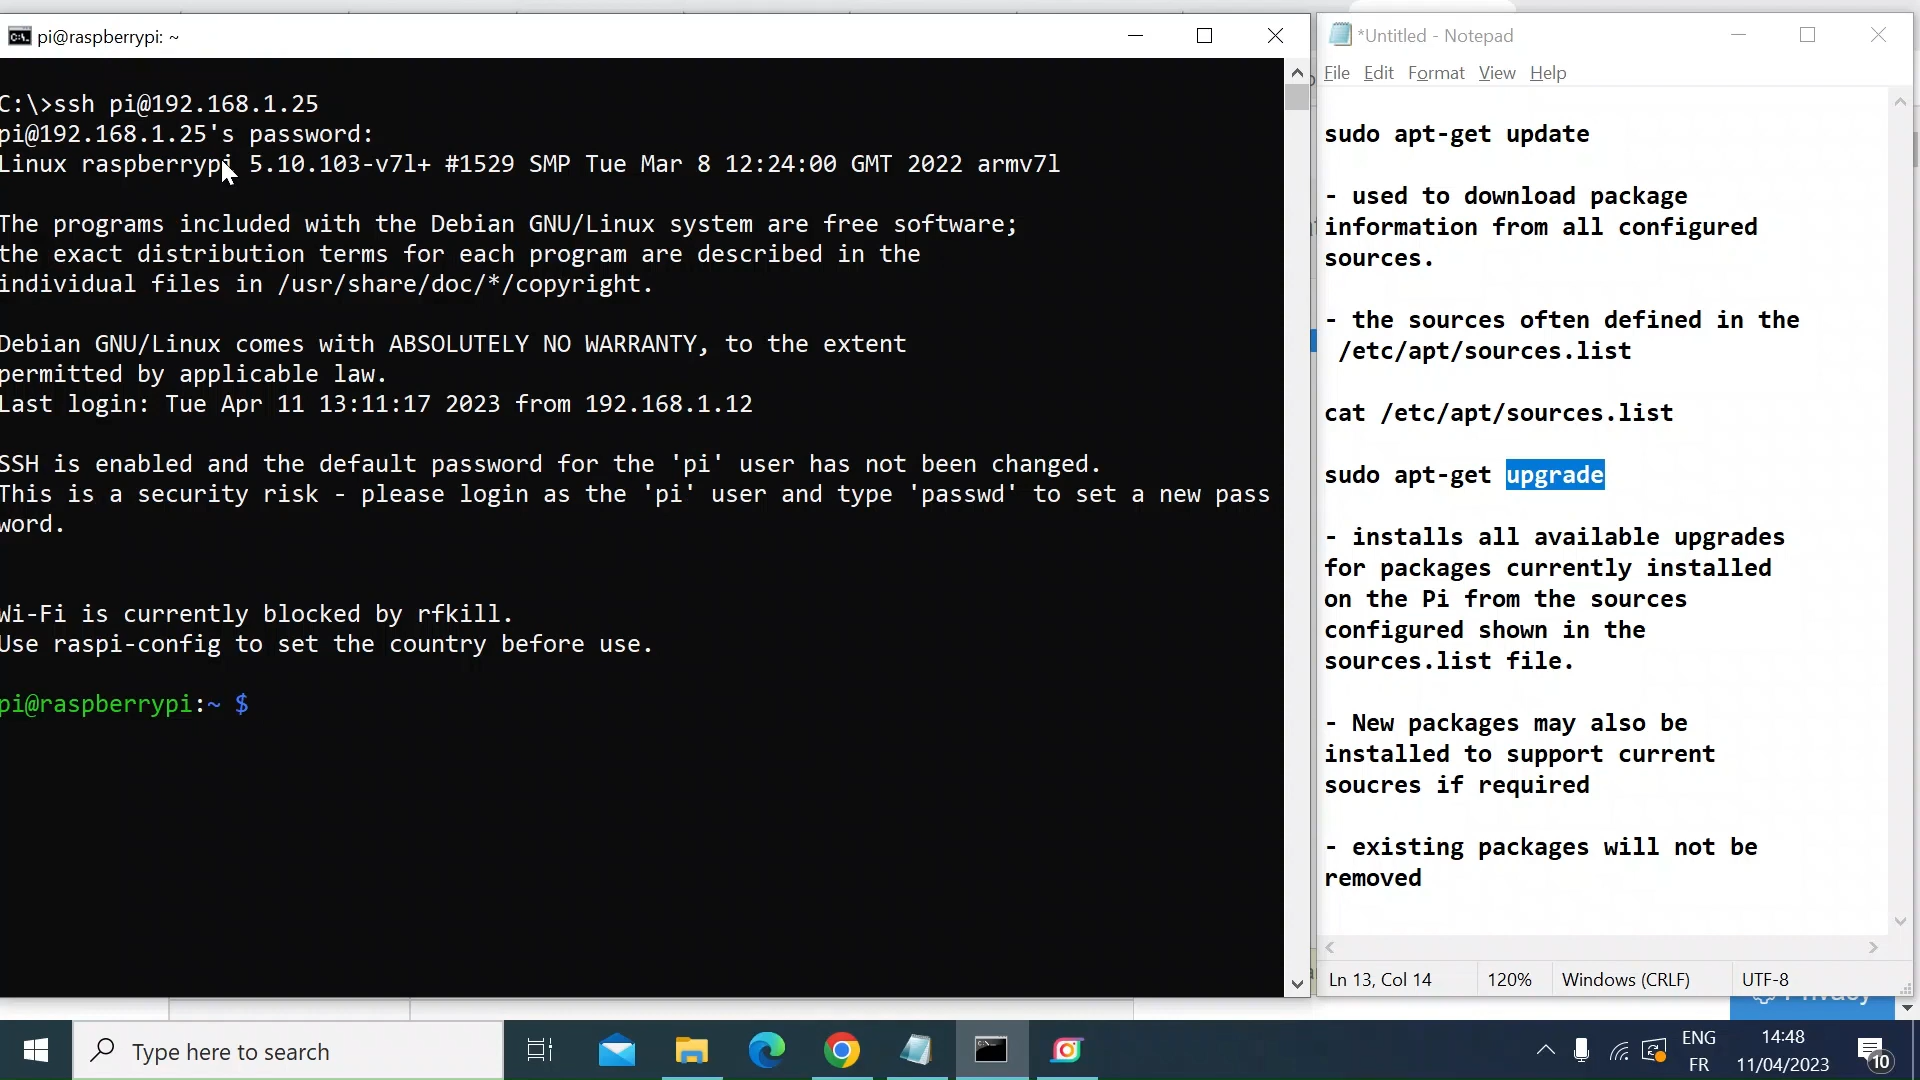 pi@raspberrypi: ~
C:\>ssh pi@192.168.1.25
pi@192.168.1.25's password:
Linux raspberrypi 5.10.103-v7l+ #1529 SMP Tue Mar 8 12:24:00 GMT 2022 armv7l
The programs included with the Debian GNU/Linux system are free software;
the exact distribution terms for each program are described in the
individual files in /usr/share/doc/*/copyright.
Debian GNU/Linux comes with ABSOLUTELY NO WARRANTY, to the extent
permitted by applicable law.
Last login: Tue Apr 11 13:11:17 2023 from 192.168.1.12
SSH is enabled and the default password for the 'pi' user has not been changed.
This is a security risk - please login as the 'pi' user and type 'passwd' to set a new pass
word.
Wi-Fi is currently blocked by rfkill.
Use raspi-config to set the country before use.
pi@raspberrypi:~ $
*Untitled - Notepad
File Edit Format View Help
sudo apt-get update
- used to download package
information from all configured
sources.
- the sources often defined in the
/etc/apt/sources.list
cat /etc/apt/sources.list
sudo apt-get upgrade
- installs all available upgrades
for packages currently installed
on the Pi from the sources
configured shown in the
sources.list file.
- New packages may also be
installed to support current
soucres if required
- existing packages will not be
removed
Ln 13, Col 14 120% Windows (CRLF) UTF-8
Privacy
Type here to search
ENG
FR
14:48
11/04/2023
10